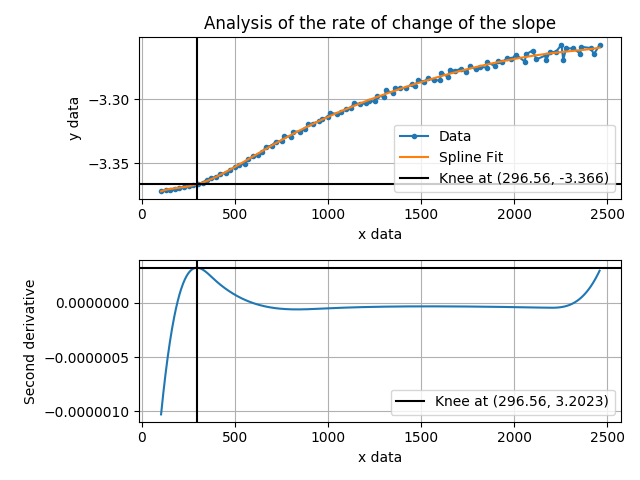 Analysis of the rate of change of the slope
y data
−3.30
−3.35
Data
Spline Fit
Knee at (296.56, -3.366)
0 500 1000 1500 2000 2500
x data
Second derivative
0.0000000
−0.0000005
−0.0000010
Knee at (296.56, 3.2023)
0 500 1000 1500 2000 2500
x data